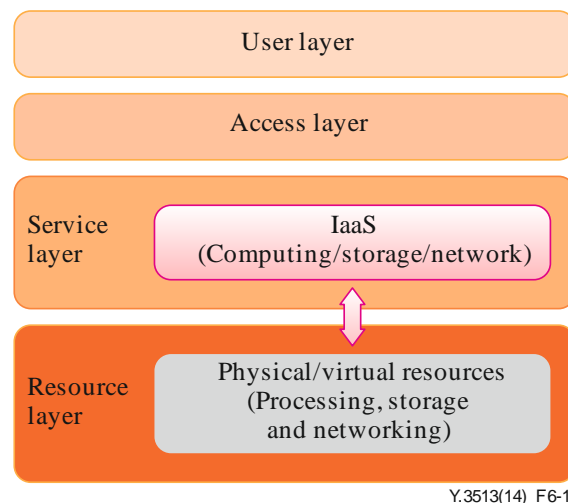 User layer
Access layer
Service
layer
IaaS
(Computing/storage/network)
Resource
layer
Physical/virtual resources
(Processing, storage
and networking)
Y.3513(14)_F6-1